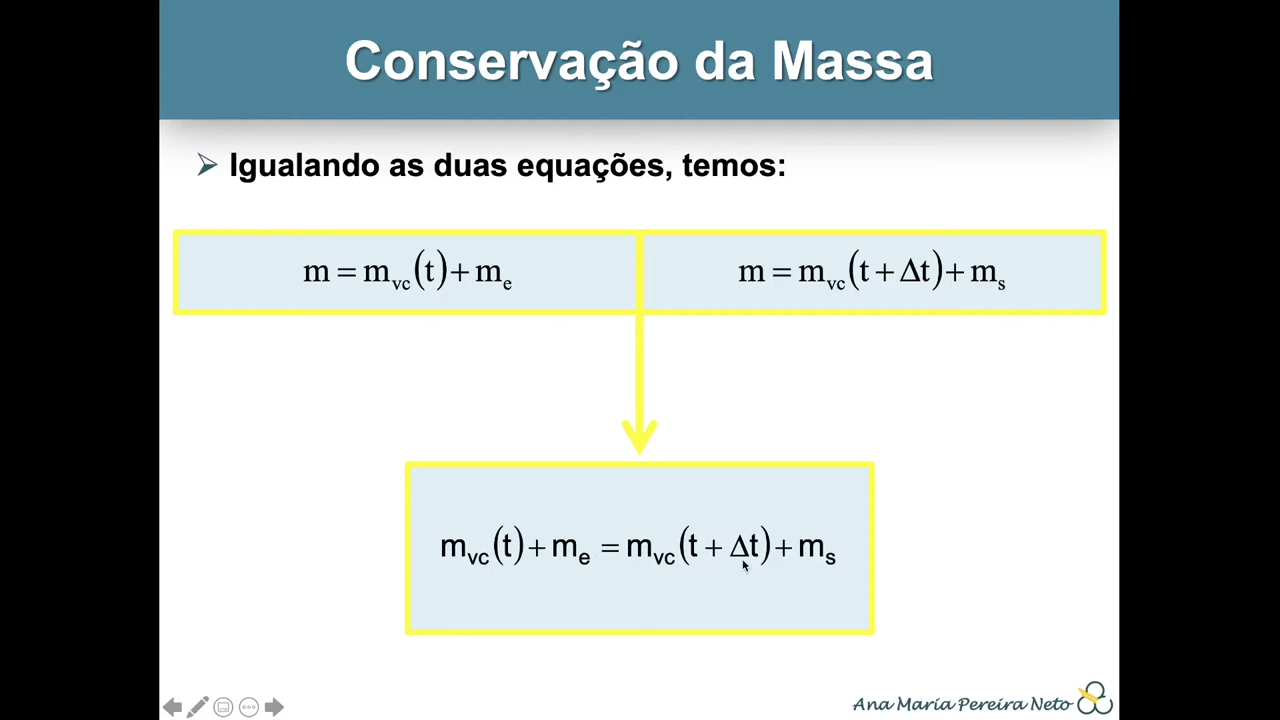 Conservação da Massa
➢ Igualando as duas equações, temos:
m = m_vc(t) + m_e
m = m_vc(t + Δt) + m_s
m_vc(t) + m_e = m_vc(t + Δt) + m_s
Ana Maria Pereira Neto